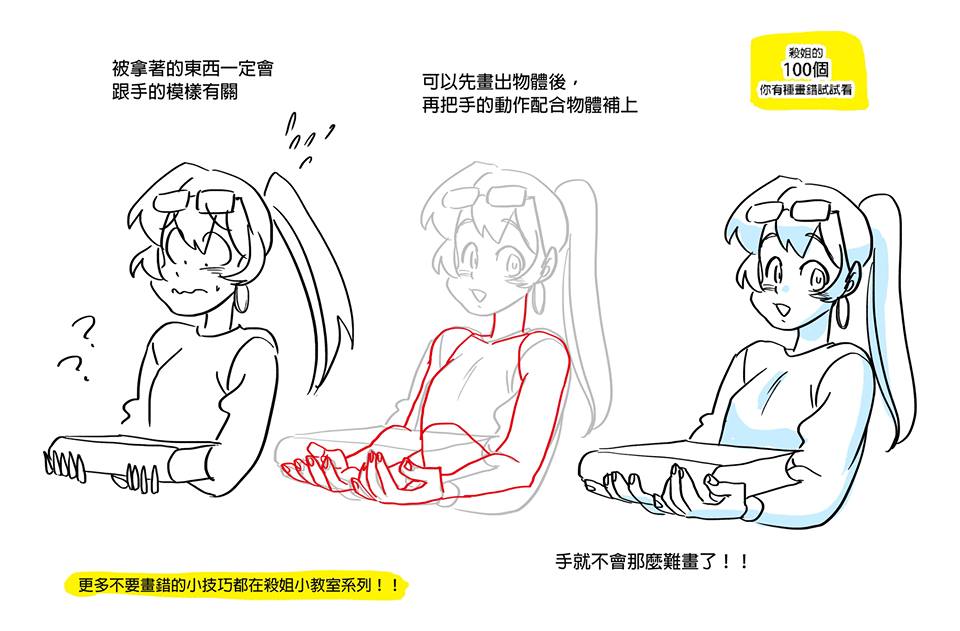 被拿著的東西一定會
跟手的模樣有關
可以先畫出物體後，
再把手的動作配合物體補上
殺姐的
100個
你有種畫錯試試看
? ?
手就不會那麼難畫了！！
更多不要畫錯的小技巧都在殺姐小教室系列！！